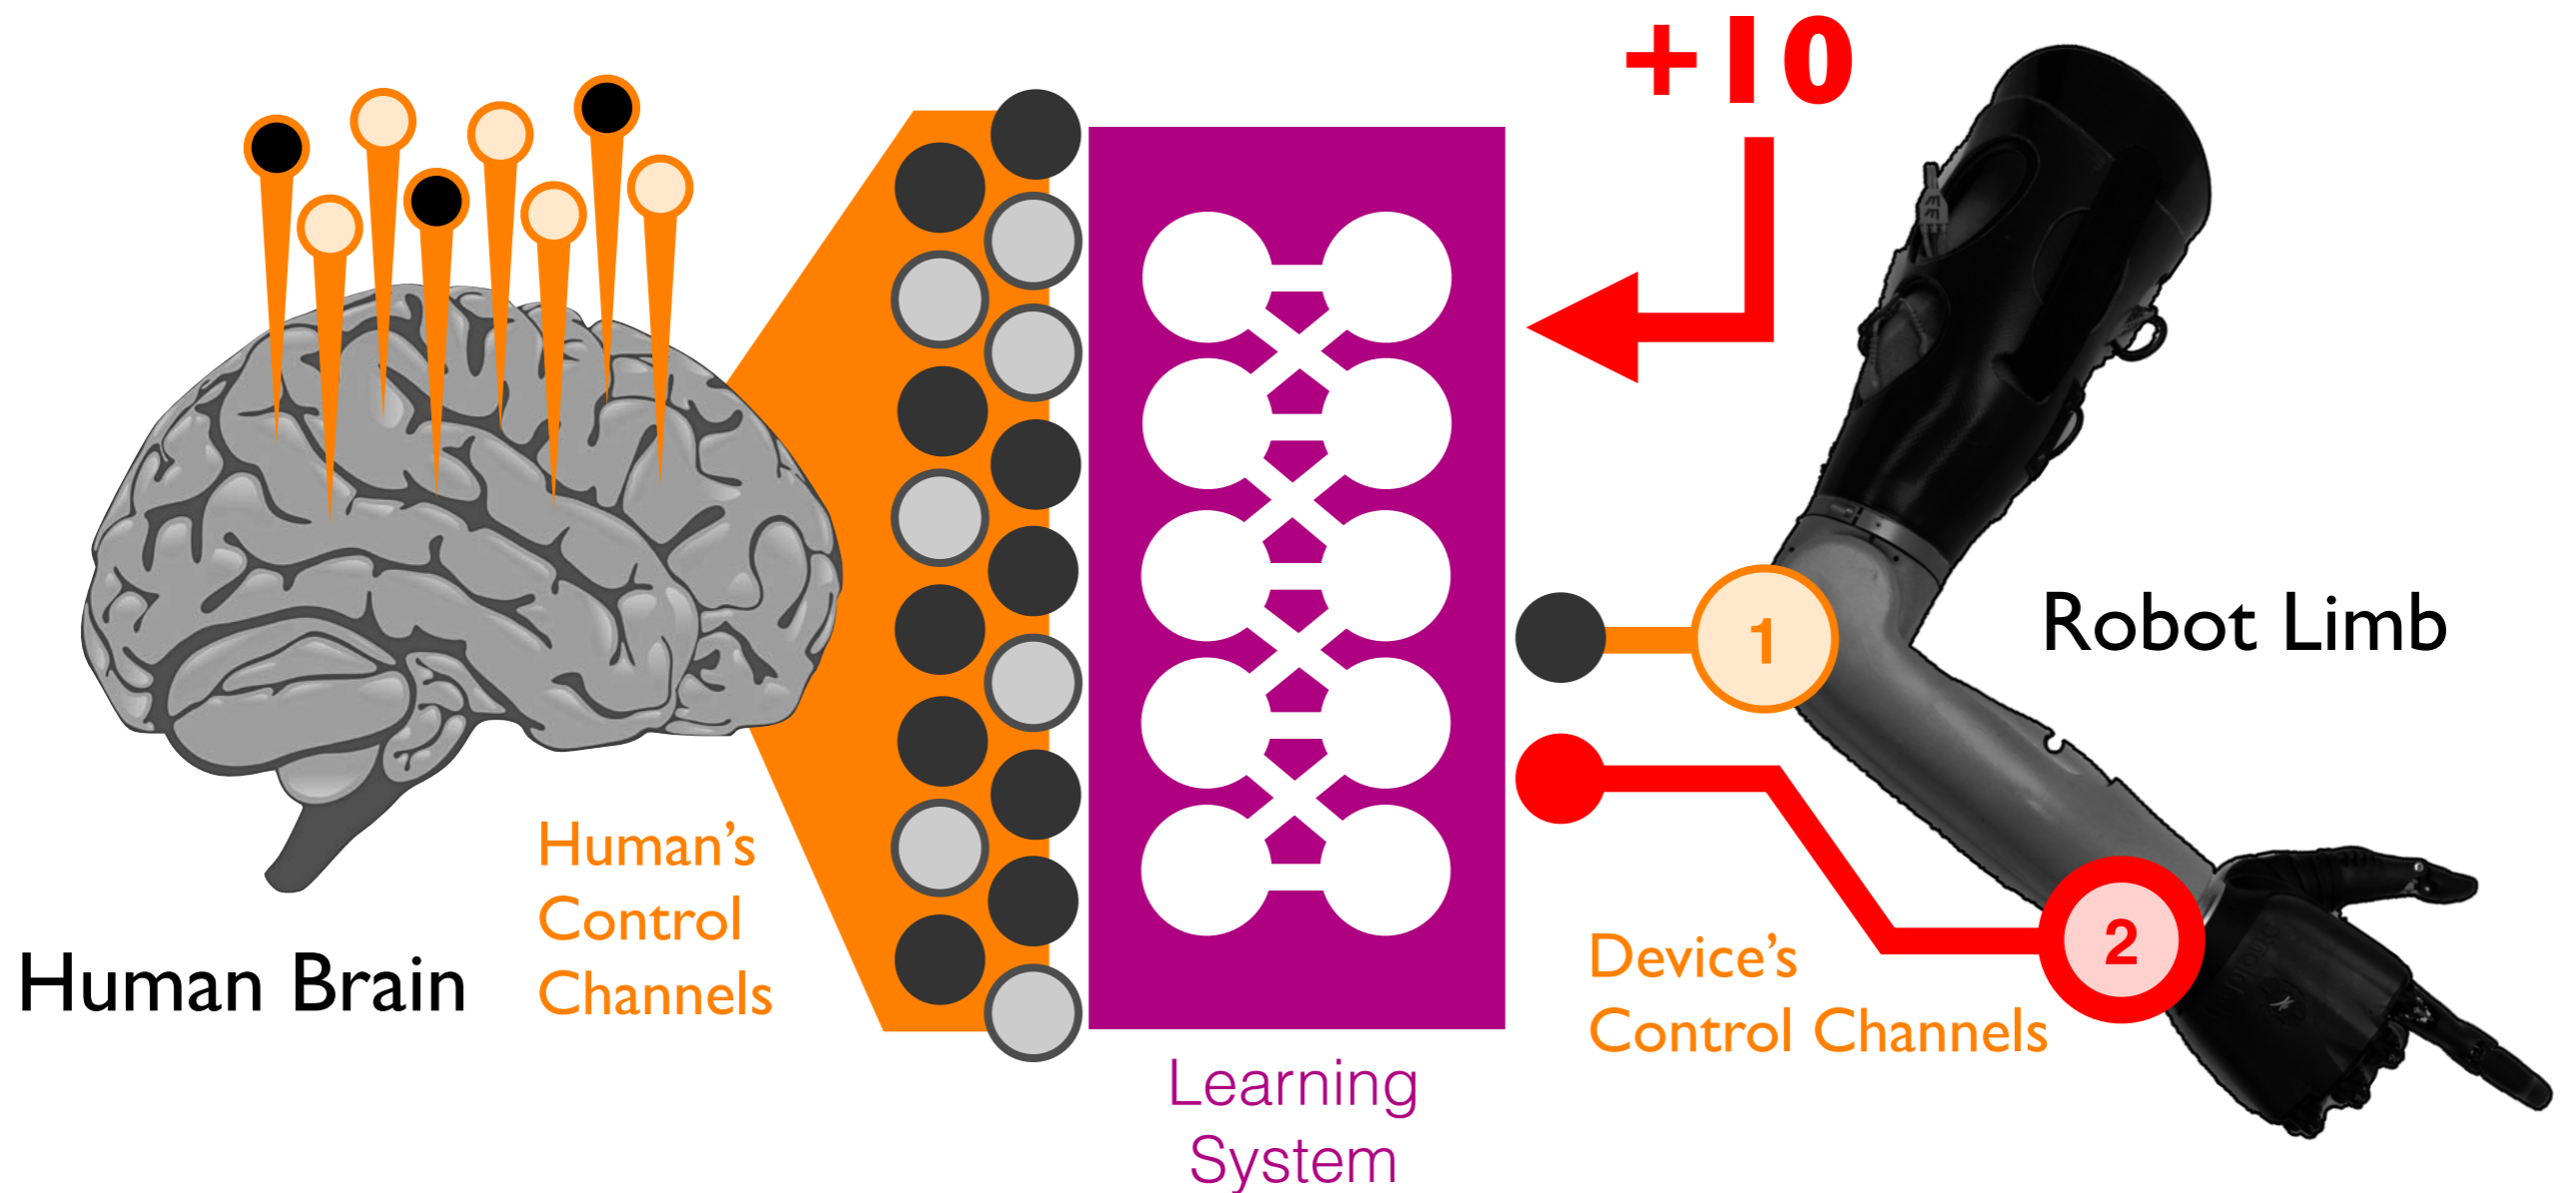 +10
1
Robot Limb
Human's
Control
Channels
Human Brain
2
Device's
Control Channels
Learning
System